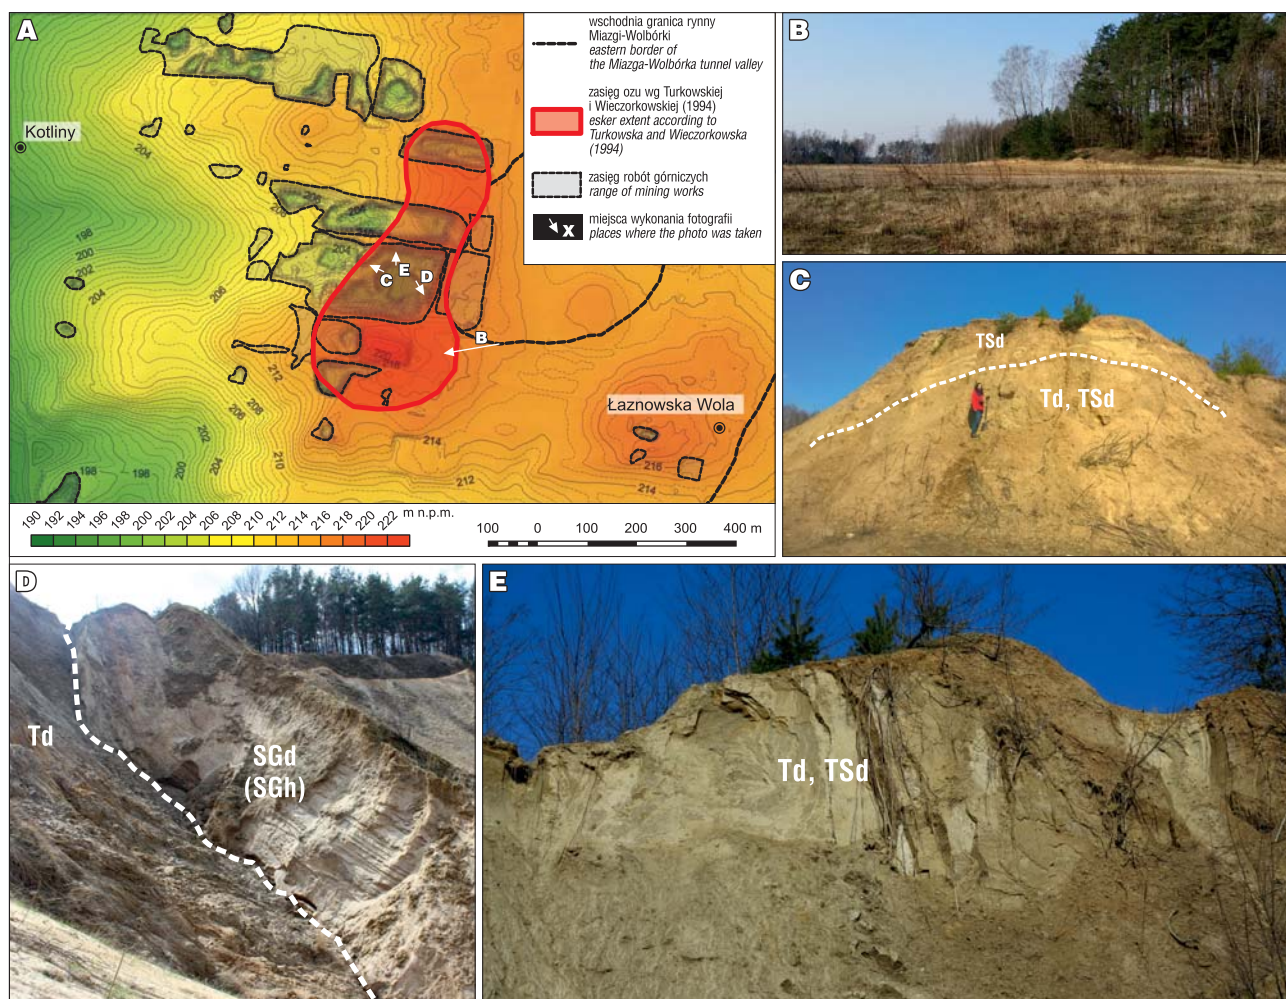 A
Kotliny
Łaznowska Wola
204
198
200
202
204
206
206
204
212
206
208
202
200
204
210
198
198
214
212
216
214
C
E
D
B
wschodnia granica rynny
Miazgi-Wolbórki
eastern border of
the Miazga-Wolbórka tunnel valley
zasięg ozu wg Turkowskiej
i Wieczorkowskiej (1994)
esker extent according to
Turkowska and Wieczorkowska
(1994)
zasięg robót górniczych
range of mining works
X
miejsca wykonania fotografii
places where the photo was taken
190 192 194 196 198 200 202 204 206 208 210 212 214 216 218 220 222 m n.p.m.
100 0 100 200 300 400 m
B
C
TSd
Td, TSd
D
Td
SGd
(SGh)
E
Td, TSd